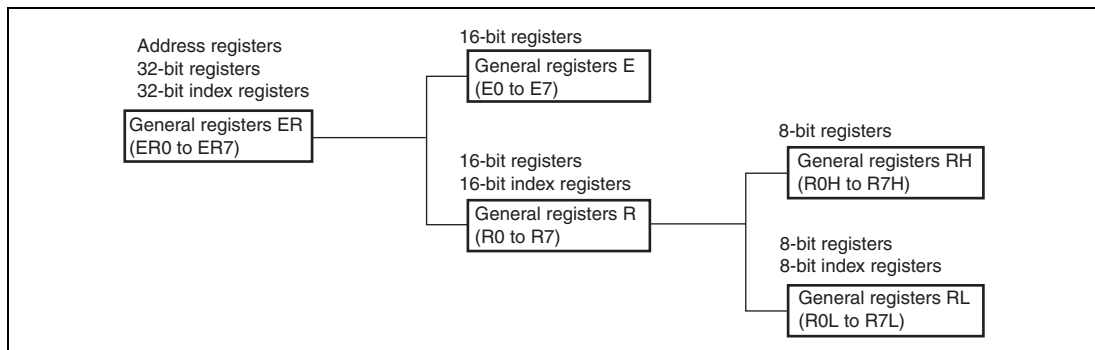 Address registers
32-bit registers
32-bit index registers
General registers ER
(ER0 to ER7)
16-bit registers
General registers E
(E0 to E7)
16-bit registers
16-bit index registers
General registers R
(R0 to R7)
8-bit registers
General registers RH
(R0H to R7H)
8-bit registers
8-bit index registers
General registers RL
(R0L to R7L)